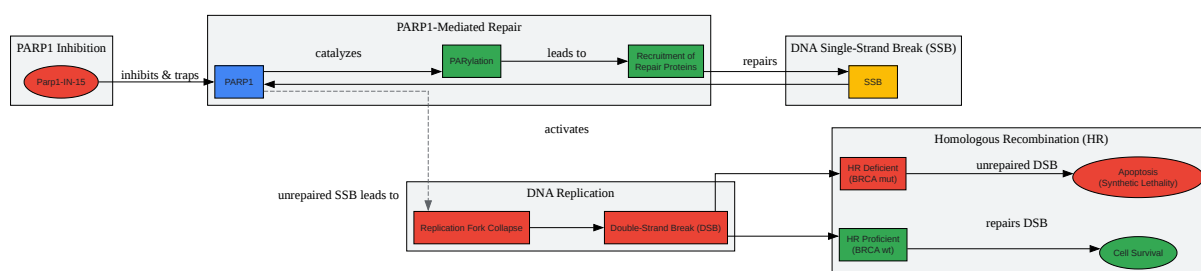 PARP1 Inhibition
Parp1-IN-15
inhibits & traps
PARP1-Mediated Repair
PARP1
catalyzes
PARylation
leads to
Recruitment of
Repair Proteins
repairs
DNA Single-Strand Break (SSB)
SSB
activates
unrepaired SSB leads to
DNA Replication
Replication Fork Collapse
Double-Strand Break (DSB)
Homologous Recombination (HR)
HR Deficient
(BRCA mut)
unrepaired DSB
Apoptosis
(Synthetic Lethality)
HR Proficient
(BRCA wt)
repairs DSB
Cell Survival